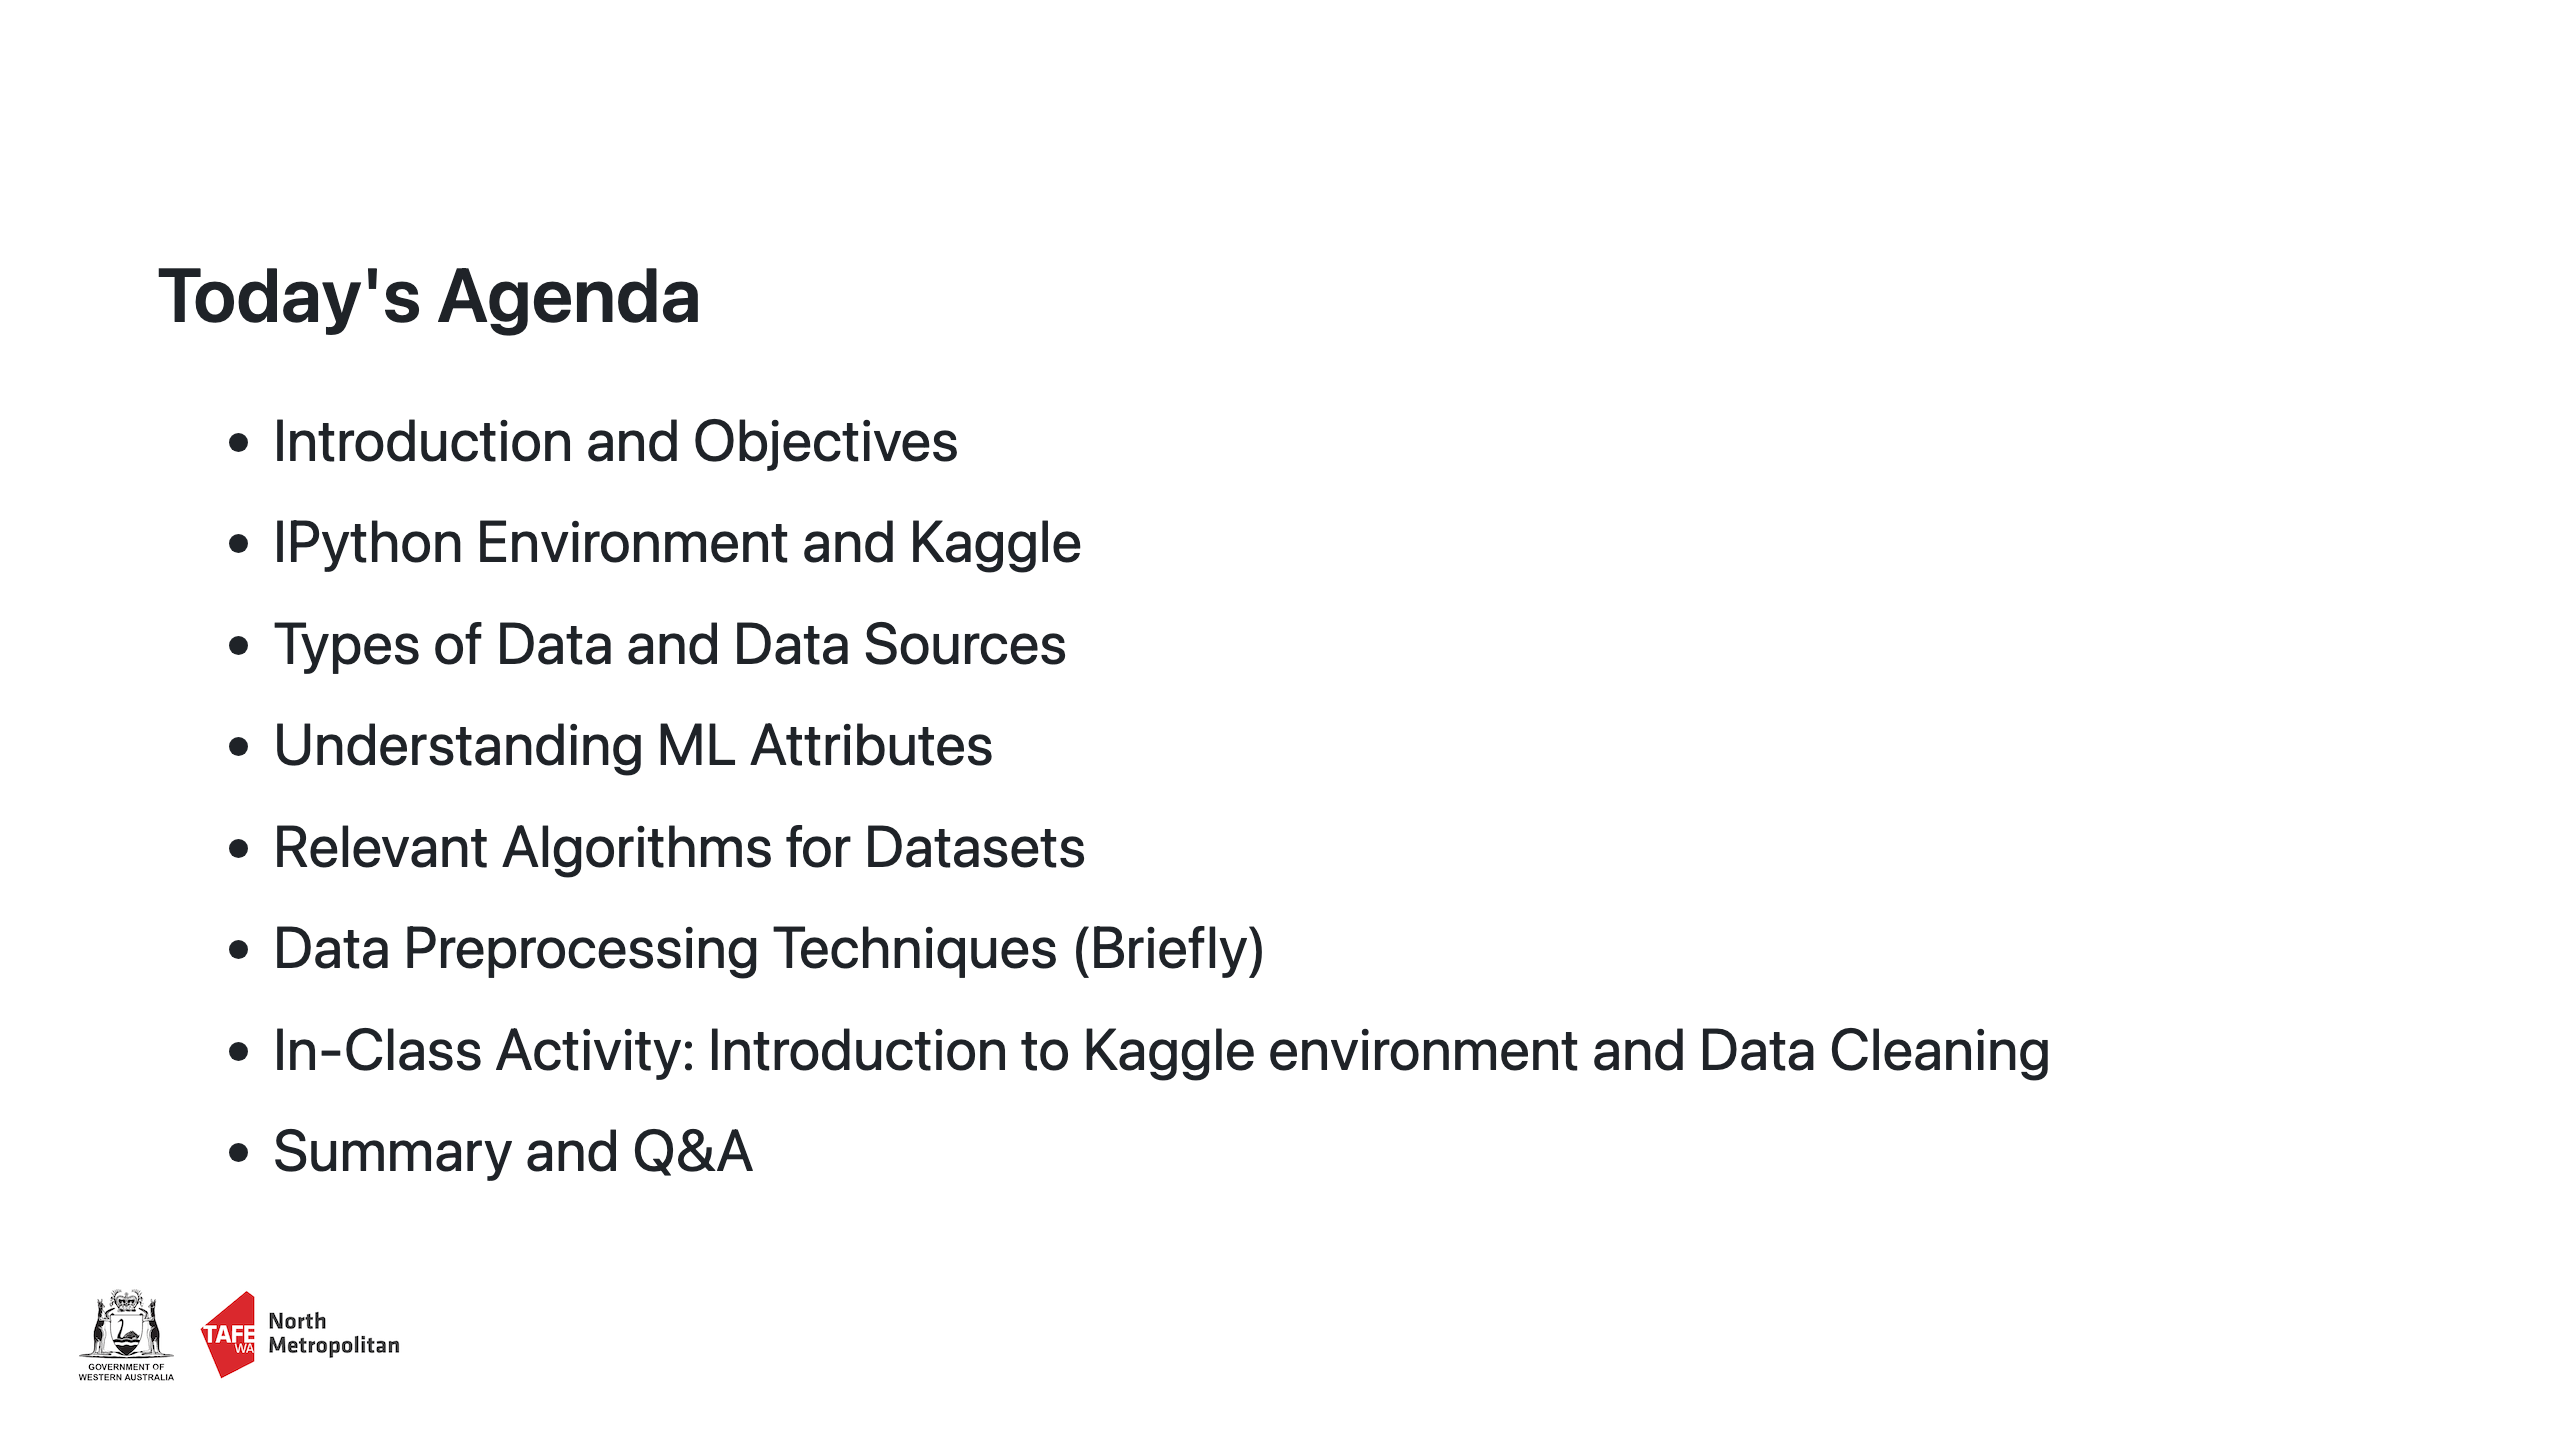 Today's Agenda
• Introduction and Objectives
• IPython Environment and Kaggle
• Types of Data and Data Sources
• Understanding ML Attributes
• Relevant Algorithms for Datasets
• Data Preprocessing Techniques (Briefly)
• In-Class Activity: Introduction to Kaggle environment and Data Cleaning
• Summary and Q&A
GOVERNMENT OF
WESTERN AUSTRALIA
TAFE
WA
North
Metropolitan